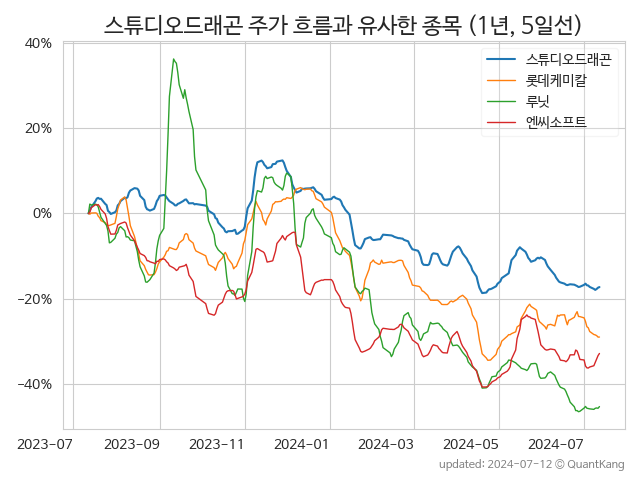 스튜디오드래곤 주가 흐름과 유사한 종목 (1년, 5일선)
스튜디오드래곤
롯데케미칼
루닛
엔씨소프트
40%
20%
0%
−20%
−40%
2023-07 2023-09 2023-11 2024-01 2024-03 2024-05 2024-07
updated: 2024-07-12 © QuantKang